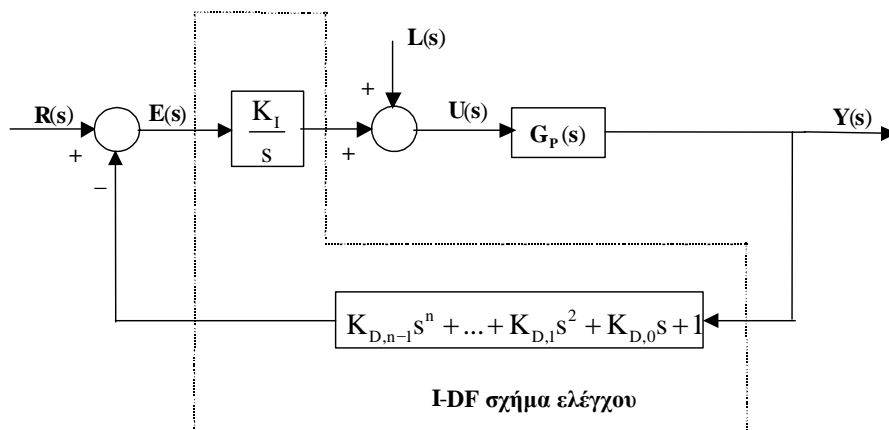 L(s)
+
R(s)
E(s)
K_I
s
U(s)
G_P(s)
Y(s)
+
+
−
K_{D,n-1}s^n +...+ K_{D,1}s^2 + K_{D,0}s + 1
I-DF σχήμα ελέγχου